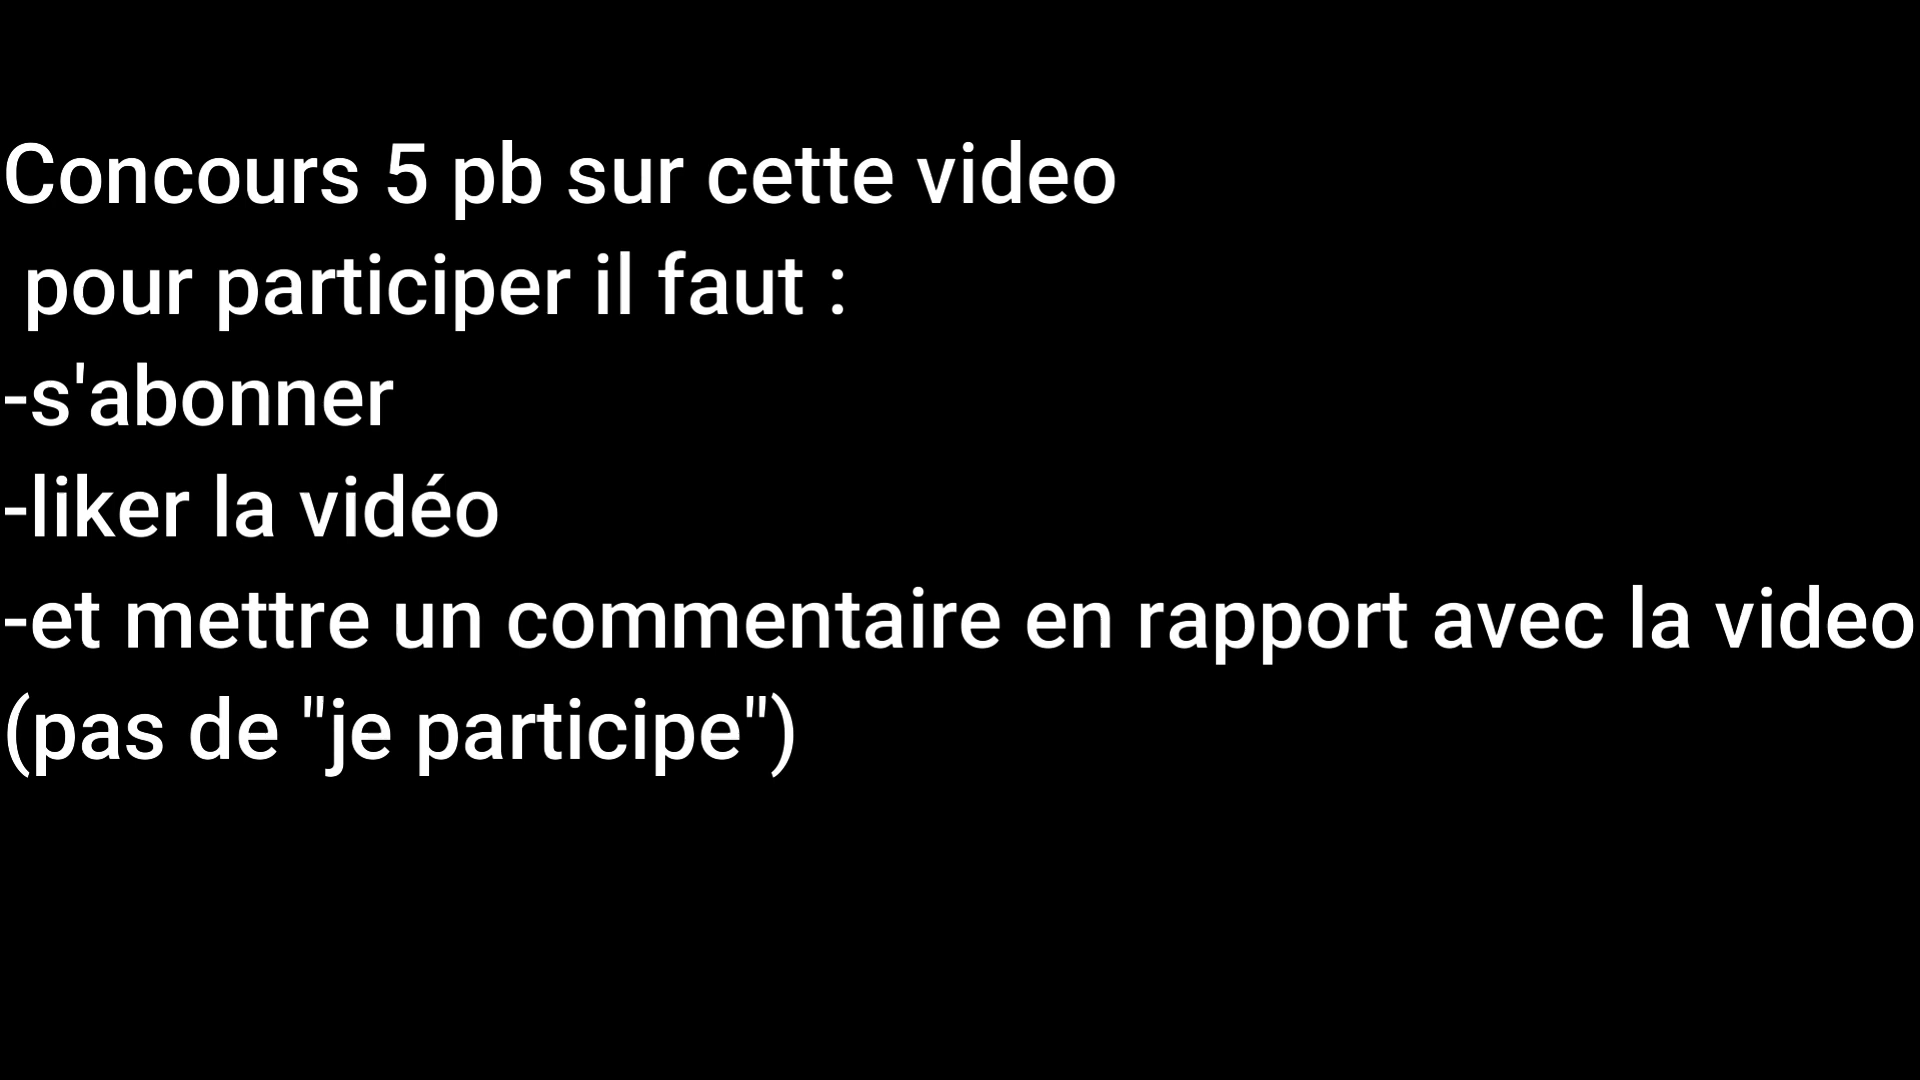 Concours 5 pb sur cette video
pour participer il faut :
-s'abonner
-liker la vidéo
-et mettre un commentaire en rapport avec la video
(pas de "je participe")